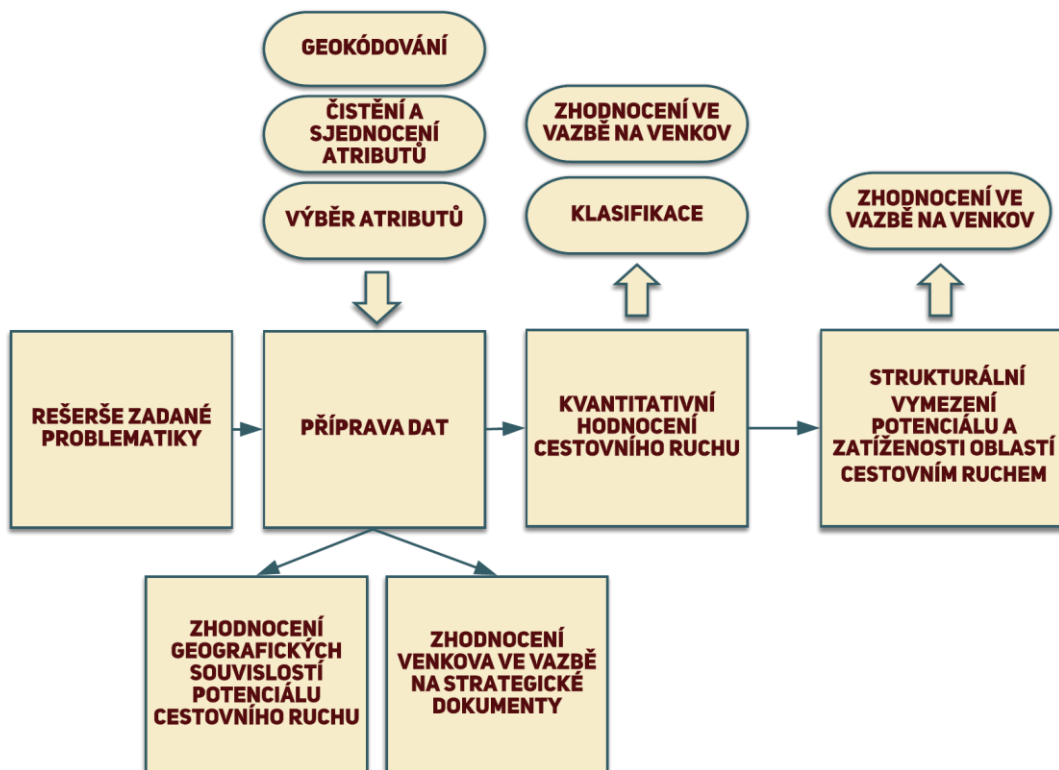 GEOKÓDOVÁNÍ
ČISTĚNÍ A
SJEDNOCENÍ
ATRIBUTŮ
VÝBĚR ATRIBUTŮ
ZHODNOCENÍ VE
VAZBĚ NA VENKOV
KLASIFIKACE
ZHODNOCENÍ VE
VAZBĚ NA VENKOV
REŠERŠE ZADANÉ
PROBLEMATIKY
PŘÍPRAVA DAT
KVANTITATIVNÍ
HODNOCENÍ
CESTOVNÍHO RUCHU
STRUKTURÁLNÍ
VYMEZENÍ
POTENCIÁLU A
ZATÍŽENOSTI OBLASTÍ
CESTOVNÍM RUCHEM
ZHODNOCENÍ
GEOGRAFICKÝCH
SOUVISLOSTÍ
POTENCIÁLU
CESTOVNÍHO RUCHU
ZHODNOCENÍ
VENKOVA VE VAZBĚ
NA STRATEGICKÉ
DOKUMENTY